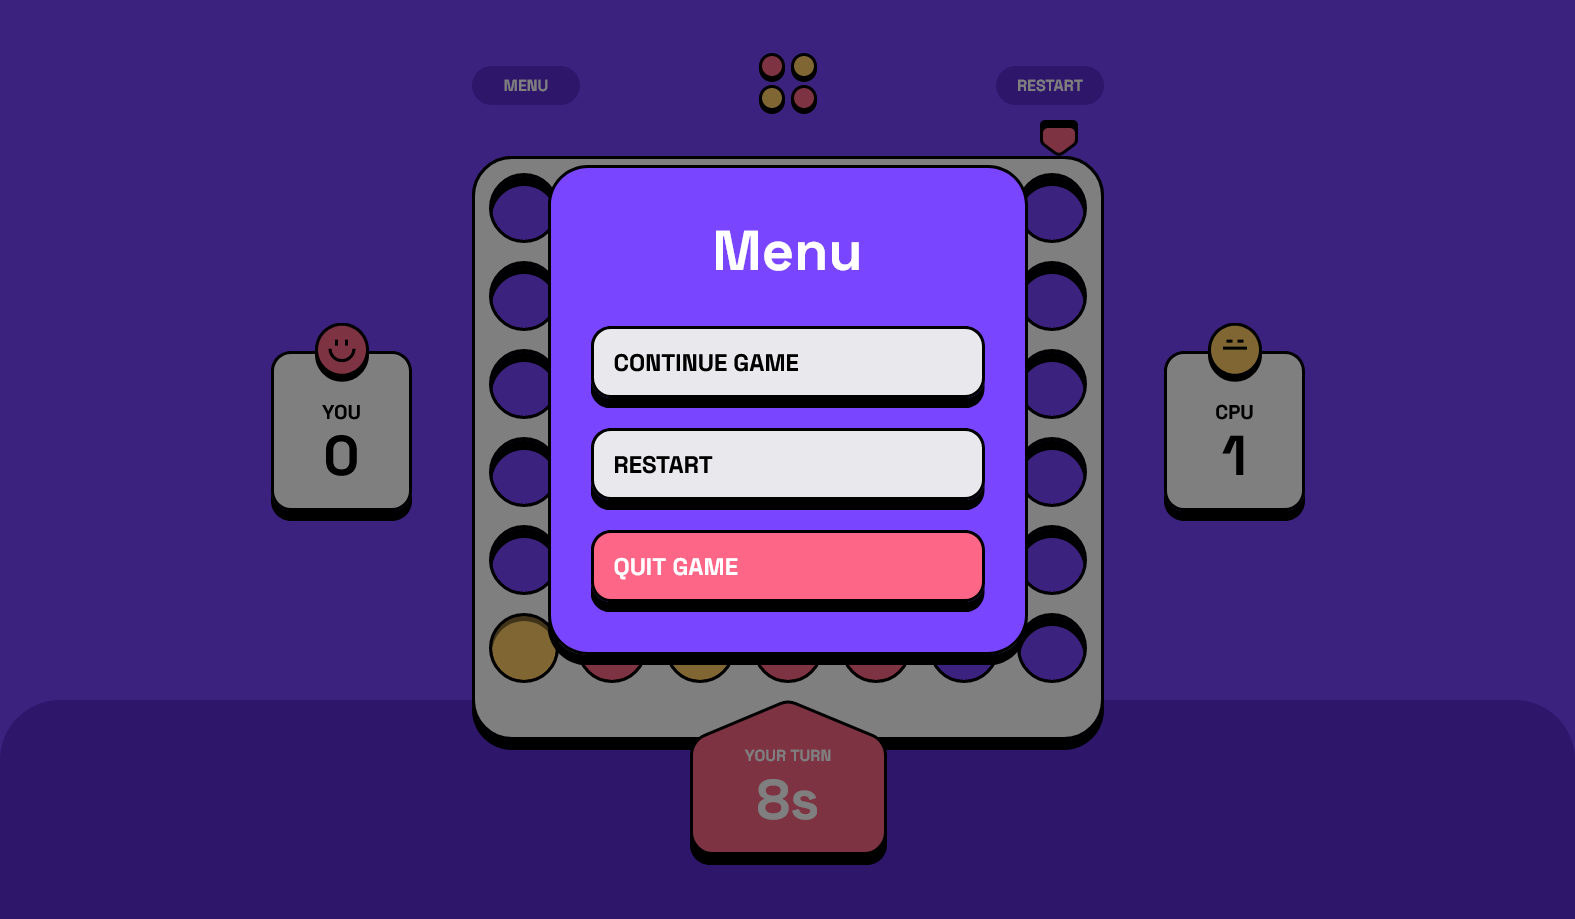 MENU
RESTART
Menu
CONTINUE GAME
RESTART
QUIT GAME
YOU
0
CPU
1
YOUR TURN
8s